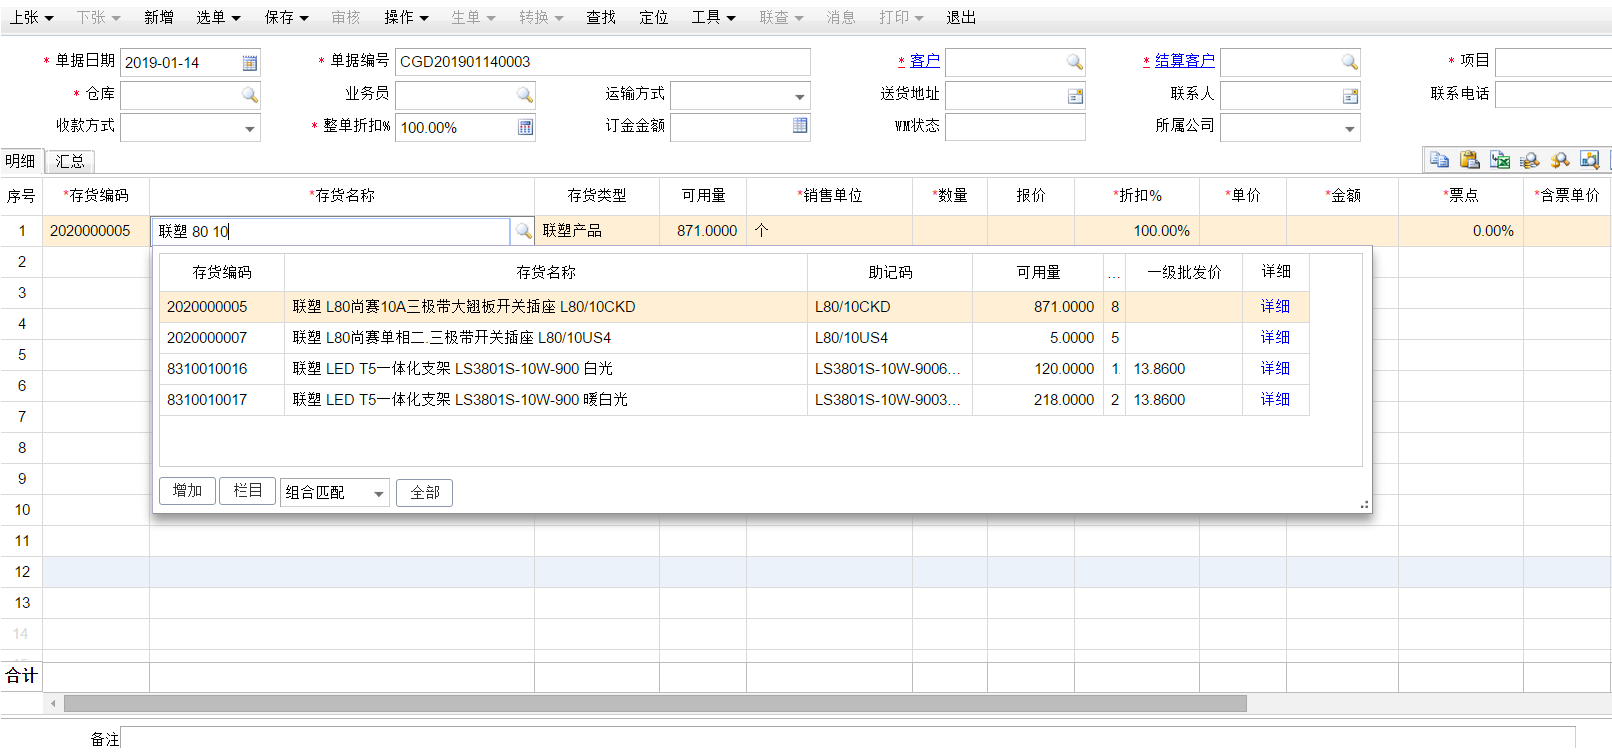 上张 下张 新增 选单 保存 审核 操作 生单 转换 查找 定位 工具 联查 消息 打印 退出
* 单据日期 2019-01-14 * 单据编号 CGD201901140003 * 客户 * 结算客户 * 项目
* 仓库 业务员 运输方式 送货地址 联系人 联系电话
收款方式 * 整单折扣% 100.00% 订金金额 WM状态 所属公司
明细 汇总
序号 *存货编码 *存货名称 存货类型 可用量 *销售单位 *数量 报价 *折扣% *单价 *金额 *票点 *含票单价
1 2020000005 联塑 80 10 联塑产品 871.0000 个 100.00% 0.00%
2
存货编码 存货名称 助记码 可用量 ... 一级批发价 详细
3
2020000005 联塑 L80尚赛10A三极带大翘板开关插座 L80/10CKD L80/10CKD 871.0000 8 详细
4
2020000007 联塑 L80尚赛单相二.三极带开关插座 L80/10US4 L80/10US4 5.0000 5 详细
5
8310010016 联塑 LED T5一体化支架 LS3801S-10W-900 白光 LS3801S-10W-9006... 120.0000 1 13.8600 详细
6
8310010017 联塑 LED T5一体化支架 LS3801S-10W-900 暖白光 LS3801S-10W-9003... 218.0000 2 13.8600 详细
7
8
9
增加 栏目 组合匹配 全部
10
11
12
13
14
合计
备注